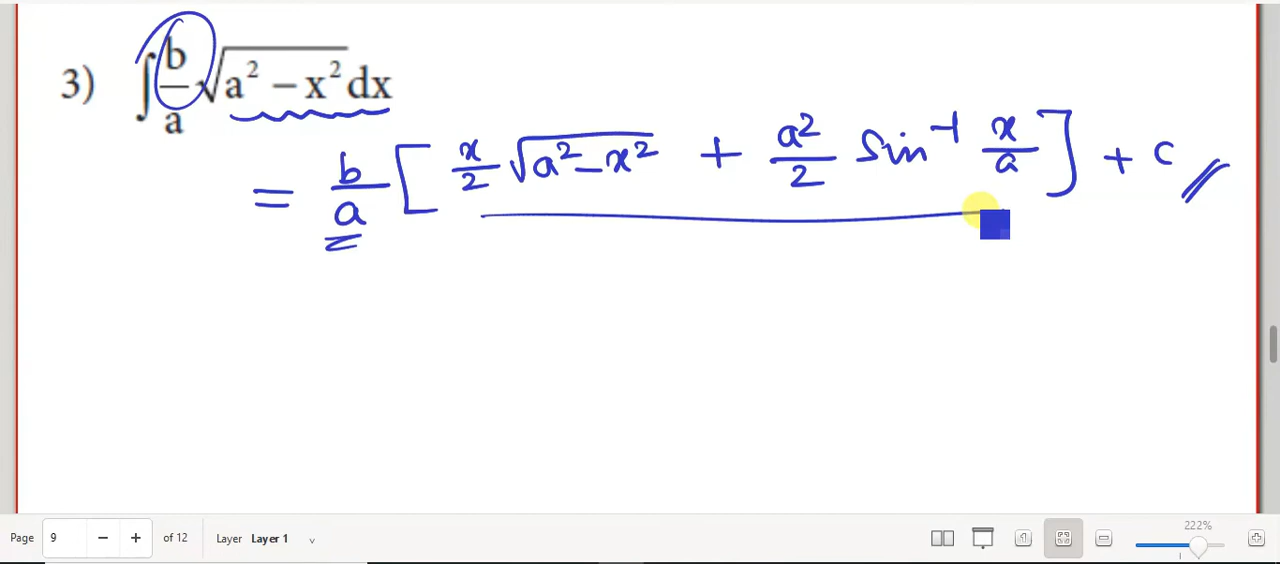 3) ∫ b/a √(a² − x²) dx
= b/a [ x/2 √(a² − x²) + a²/2 sin⁻¹ x/a ] + c
Page 9 − + of 12 Layer Layer 1 222%